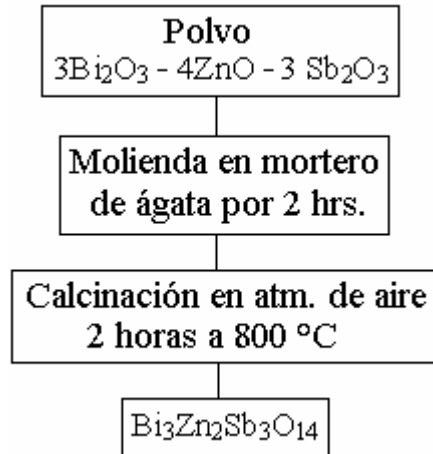 Polvo
3Bi₂O₃ - 4ZnO - 3 Sb₂O₃
Molienda en mortero
de ágata por 2 hrs.
Calcinación en atm. de aire
2 horas a 800 °C
Bi₃Zn₂Sb₃O₁₄